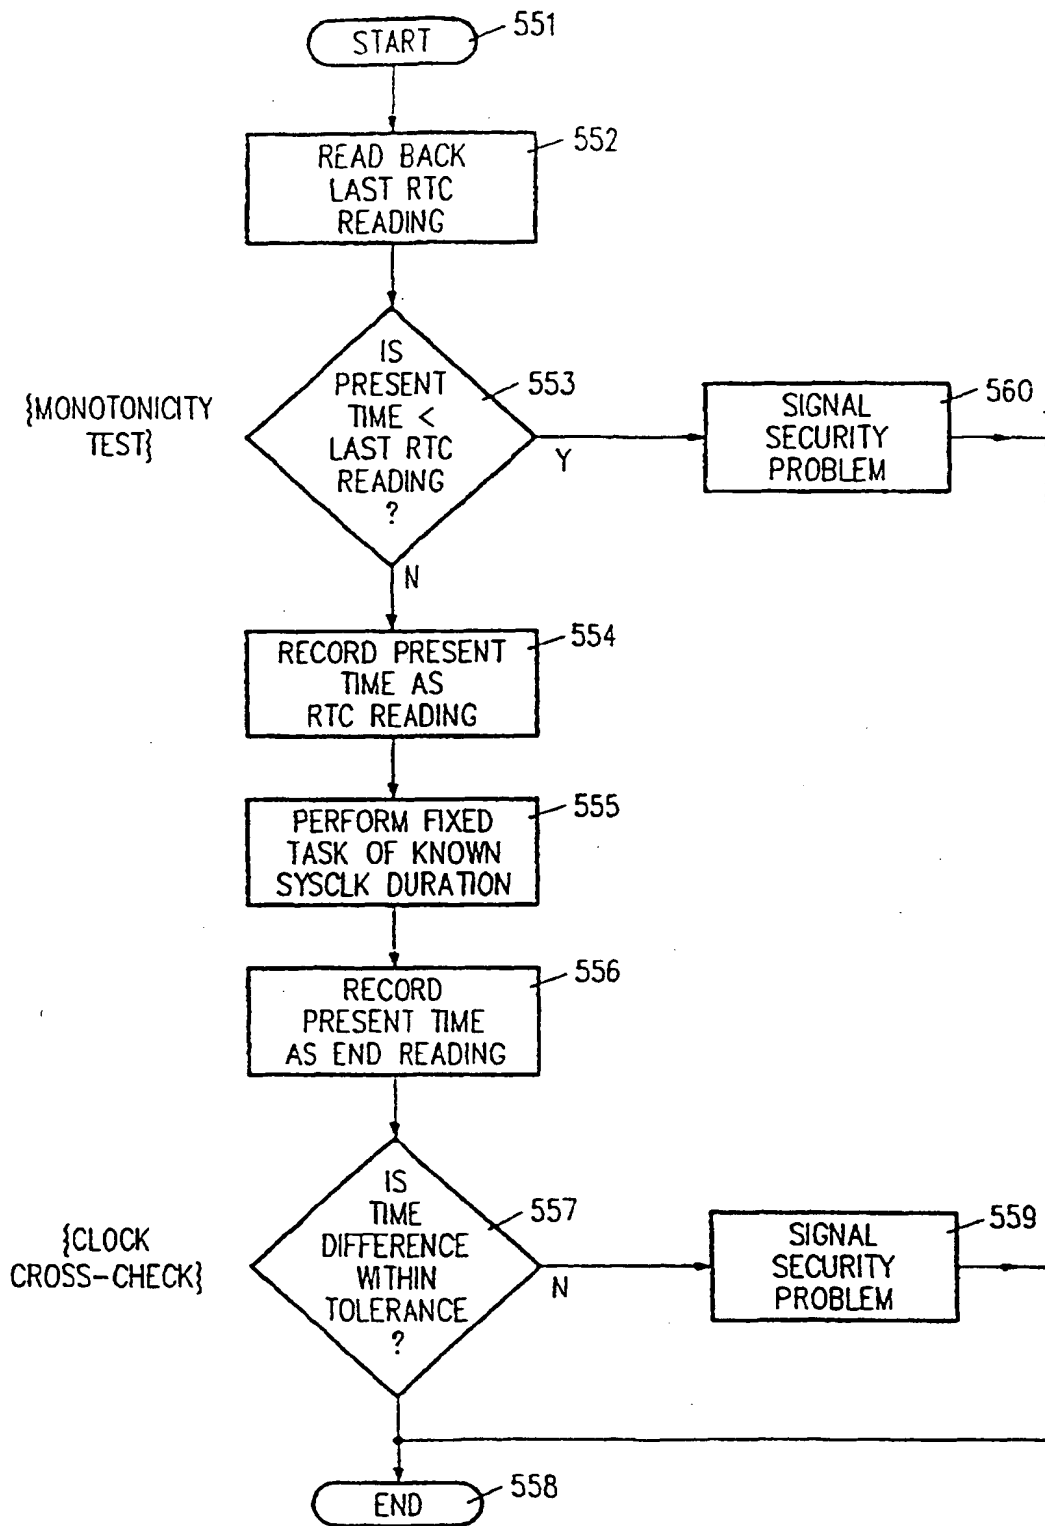 START
551
READ BACK
LAST RTC
READING
552
{MONOTONICITY
TEST}
IS
PRESENT
TIME <
LAST RTC
READING
?
553
Y
N
SIGNAL
SECURITY
PROBLEM
560
RECORD PRESENT
TIME AS
RTC READING
554
PERFORM FIXED
TASK OF KNOWN
SYSCLK DURATION
555
RECORD
PRESENT TIME
AS END READING
556
{CLOCK
CROSS-CHECK}
IS
TIME
DIFFERENCE
WITHIN
TOLERANCE
?
557
N
SIGNAL
SECURITY
PROBLEM
559
END
558